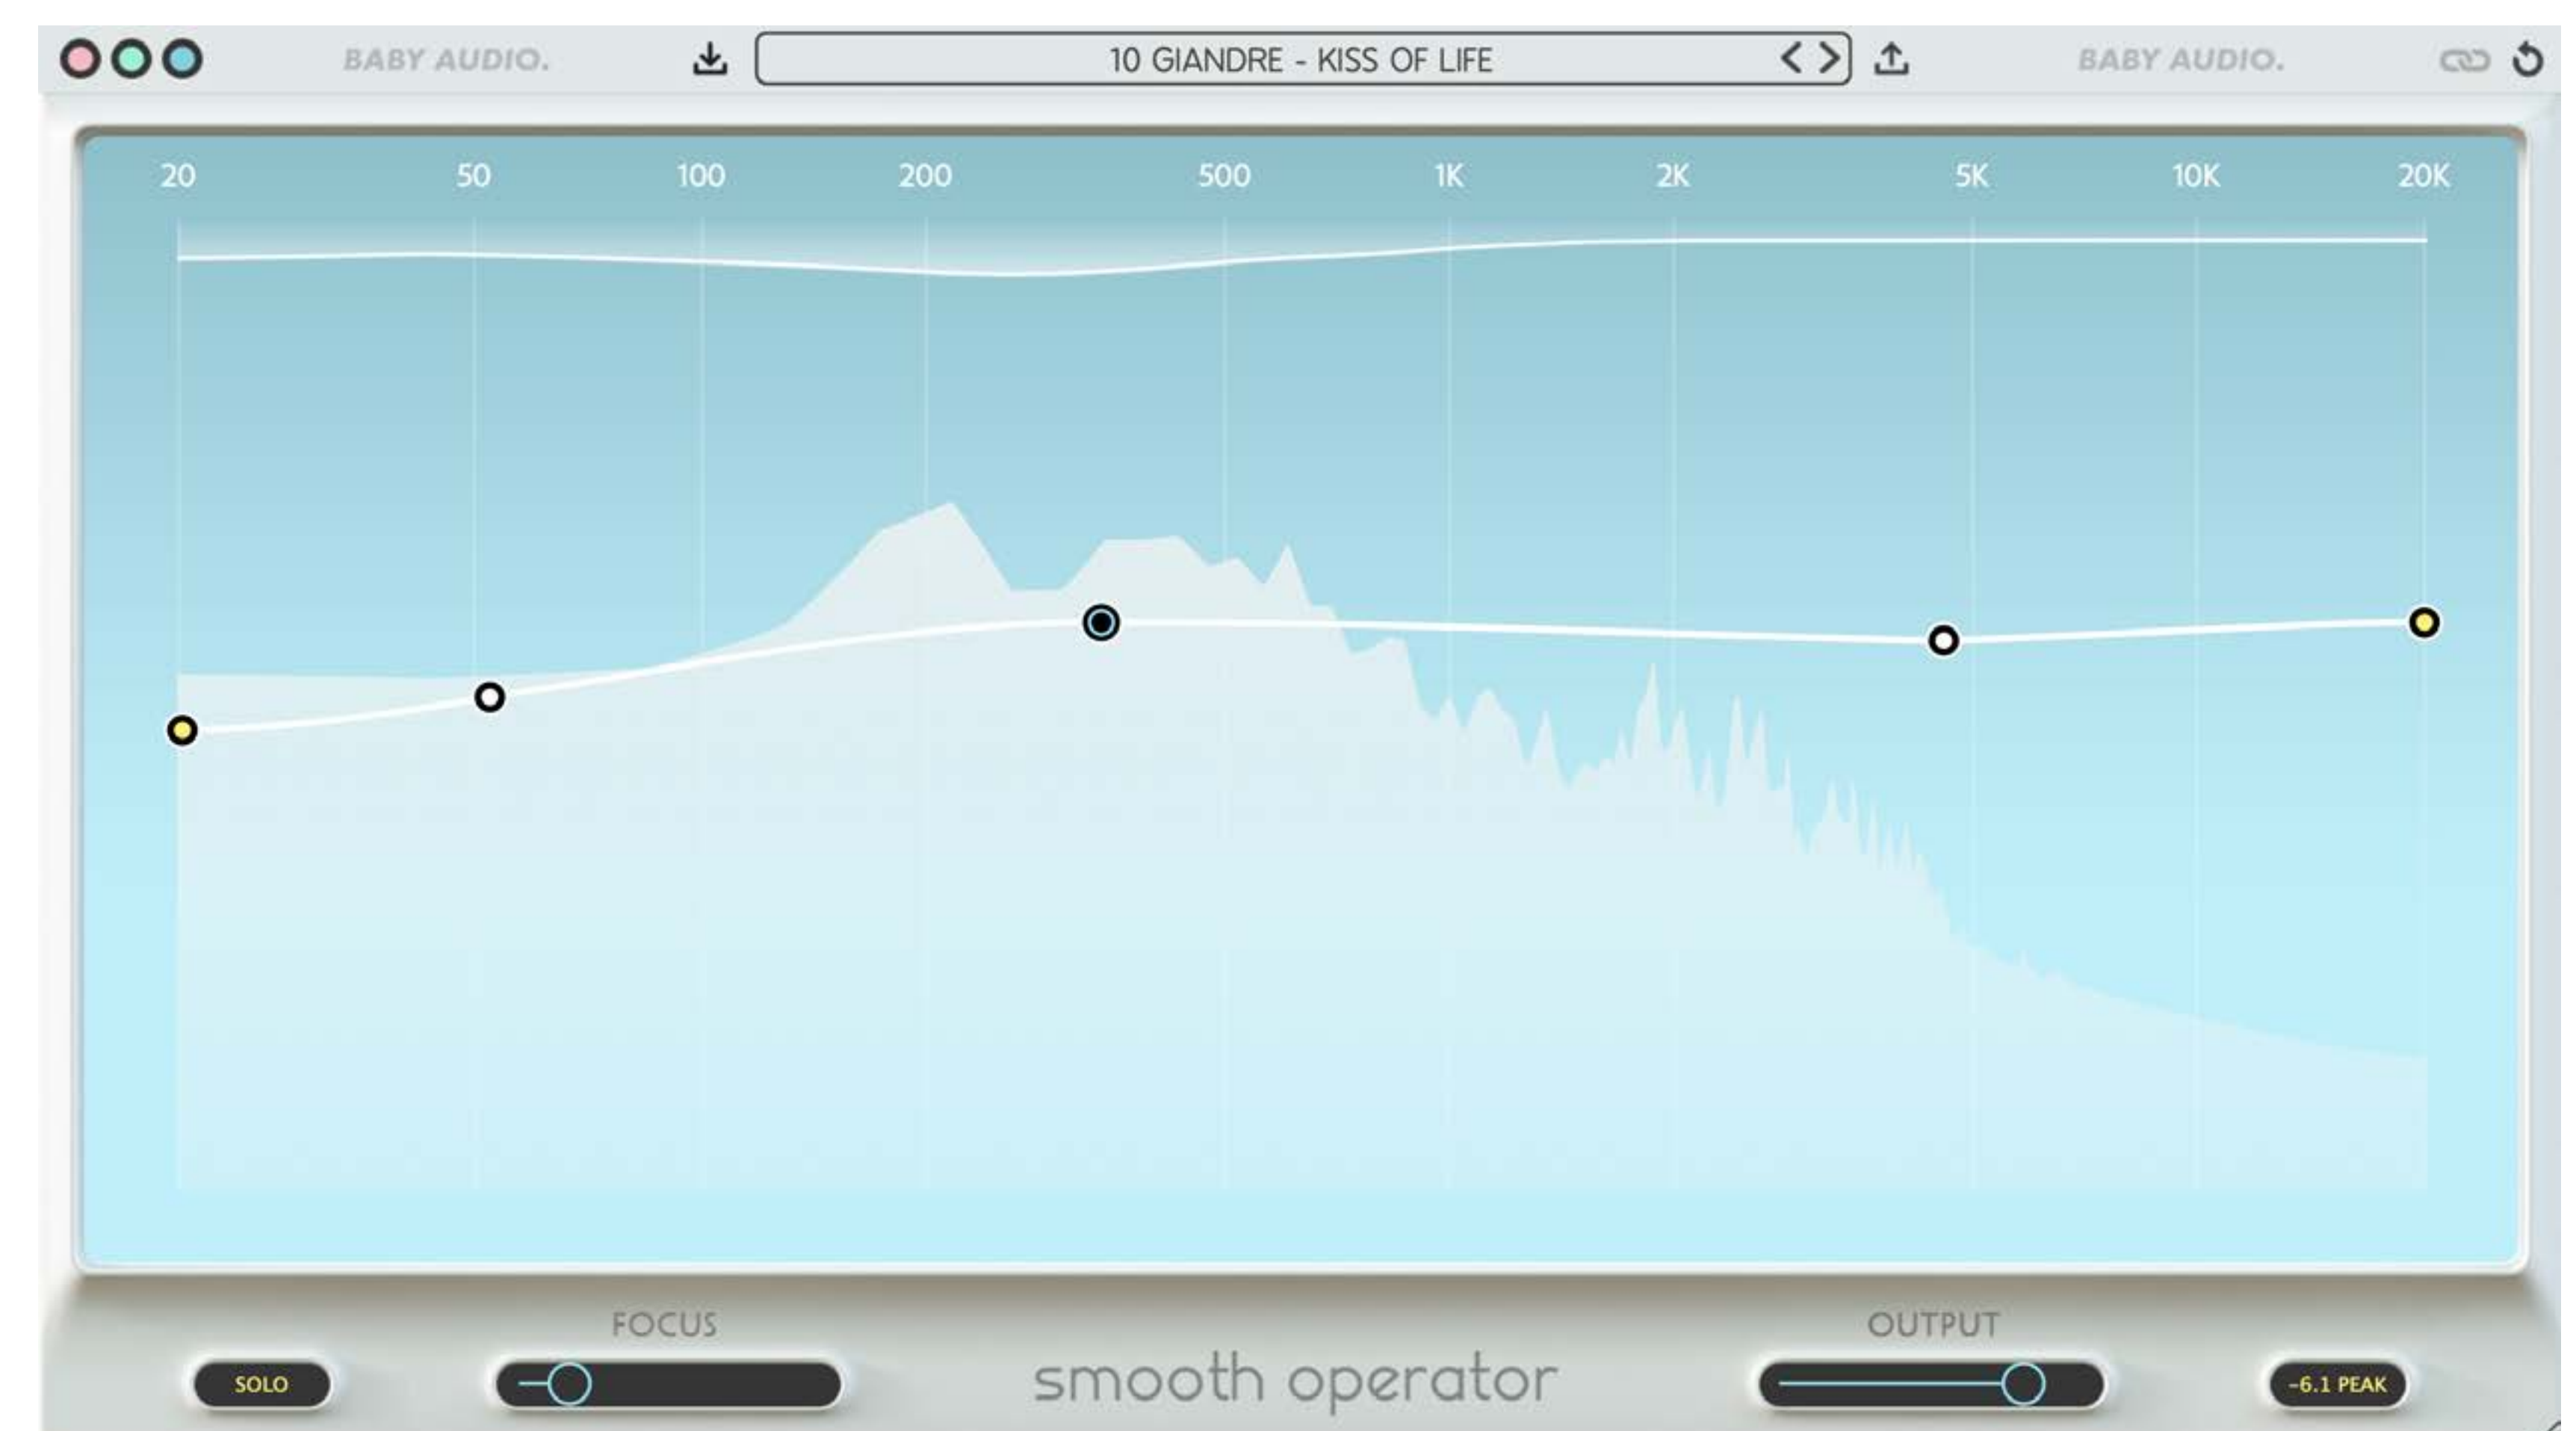 BABY AUDIO. 10 GIANDRE - KISS OF LIFE BABY AUDIO.
20 50 100 200 500 1K 2K 5K 10K 20K
FOCUS OUTPUT
SOLO smooth operator -6.1 PEAK